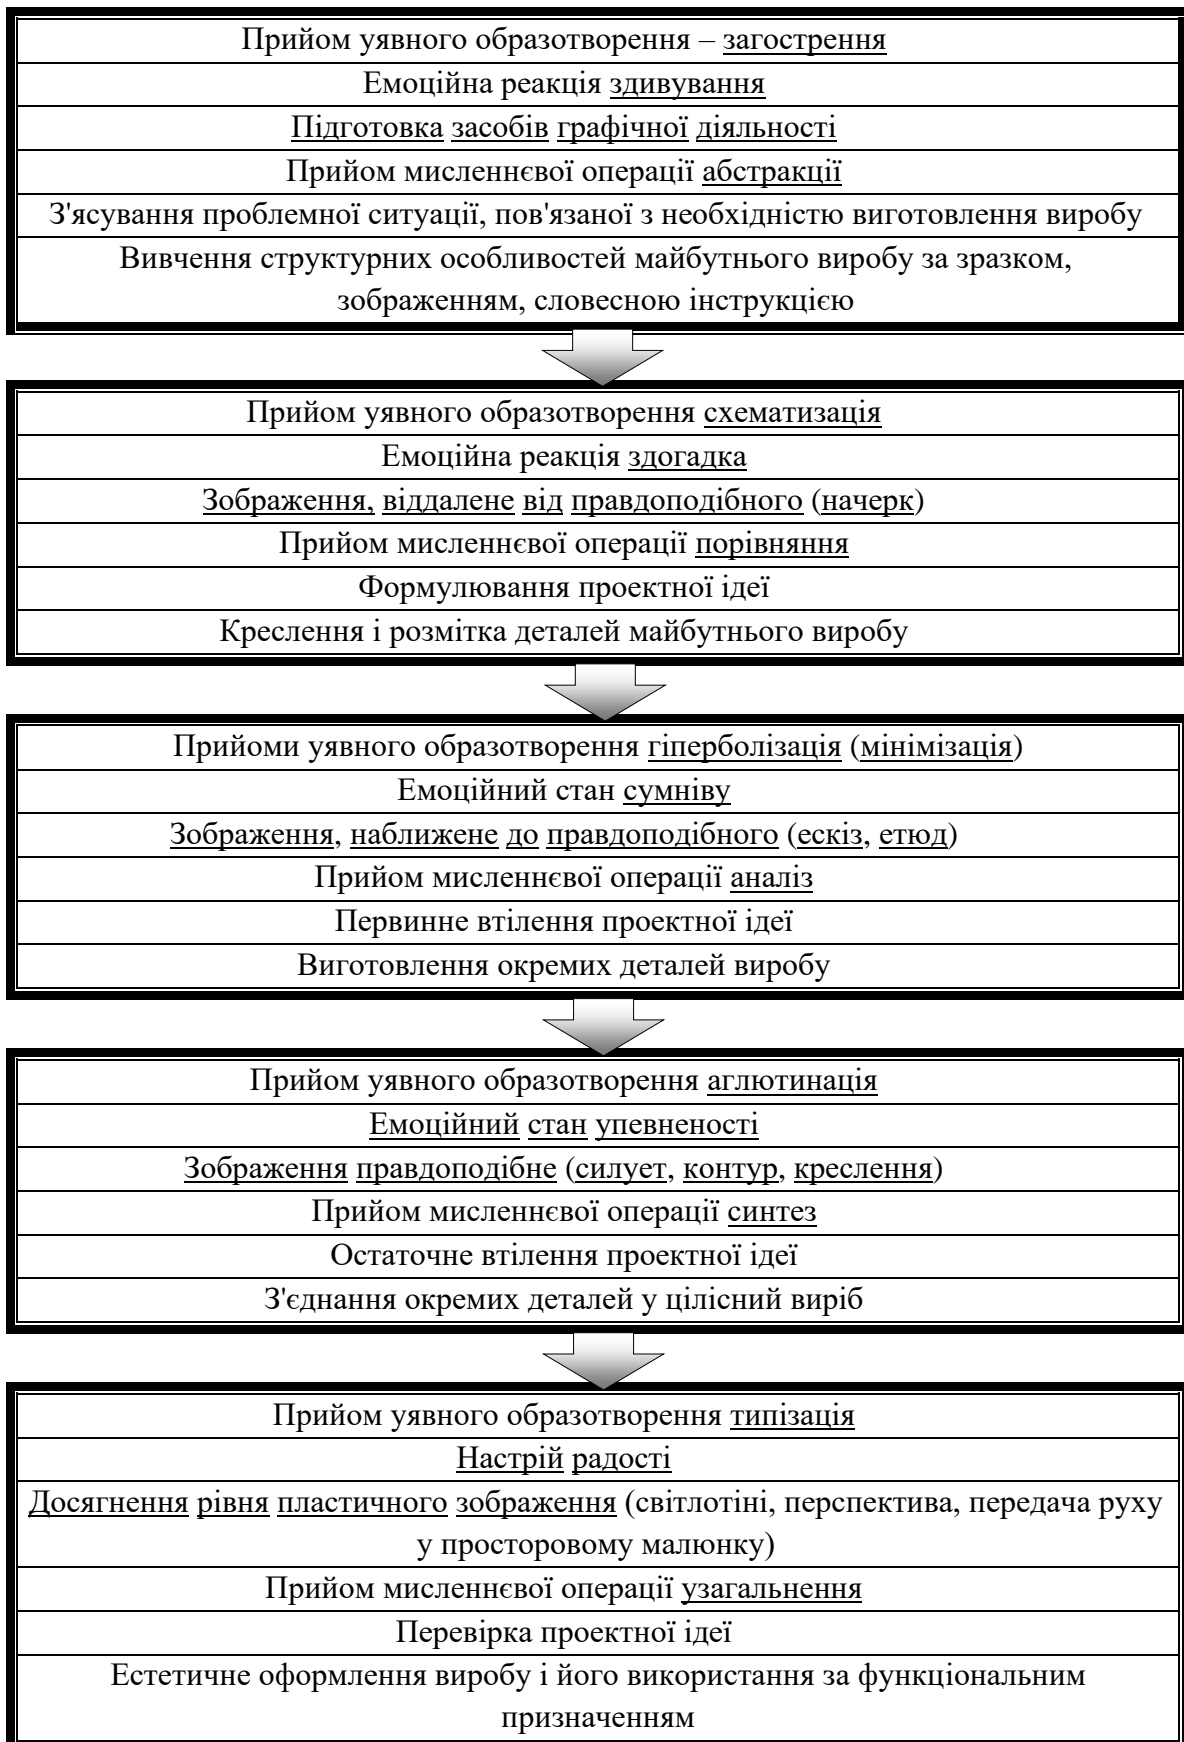 Прийом уявного образотворення – загострення
Емоційна реакція здивування
Підготовка засобів графічної діяльності
Прийом мисленнєвої операції абстракції
З'ясування проблемної ситуації, пов'язаної з необхідністю виготовлення виробу
Вивчення структурних особливостей майбутнього виробу за зразком,
зображенням, словесною інструкцією
Прийом уявного образотворення схематизація
Емоційна реакція здогадка
Зображення, віддалене від правдоподібного (начерк)
Прийом мисленнєвої операції порівняння
Формулювання проектної ідеї
Креслення і розмітка деталей майбутнього виробу
Прийоми уявного образотворення гіперболізація (мінімізація)
Емоційний стан сумніву
Зображення, наближене до правдоподібного (ескіз, етюд)
Прийом мисленнєвої операції аналіз
Первинне втілення проектної ідеї
Виготовлення окремих деталей виробу
Прийом уявного образотворення аглютинація
Емоційний стан упевненості
Зображення правдоподібне (силует, контур, креслення)
Прийом мисленнєвої операції синтез
Остаточне втілення проектної ідеї
З'єднання окремих деталей у цілісний виріб
Прийом уявного образотворення типізація
Настрій радості
Досягнення рівня пластичного зображення (світлотіні, перспектива, передача руху
у просторовому малюнку)
Прийом мисленнєвої операції узагальнення
Перевірка проектної ідеї
Естетичне оформлення виробу і його використання за функціональним
призначенням